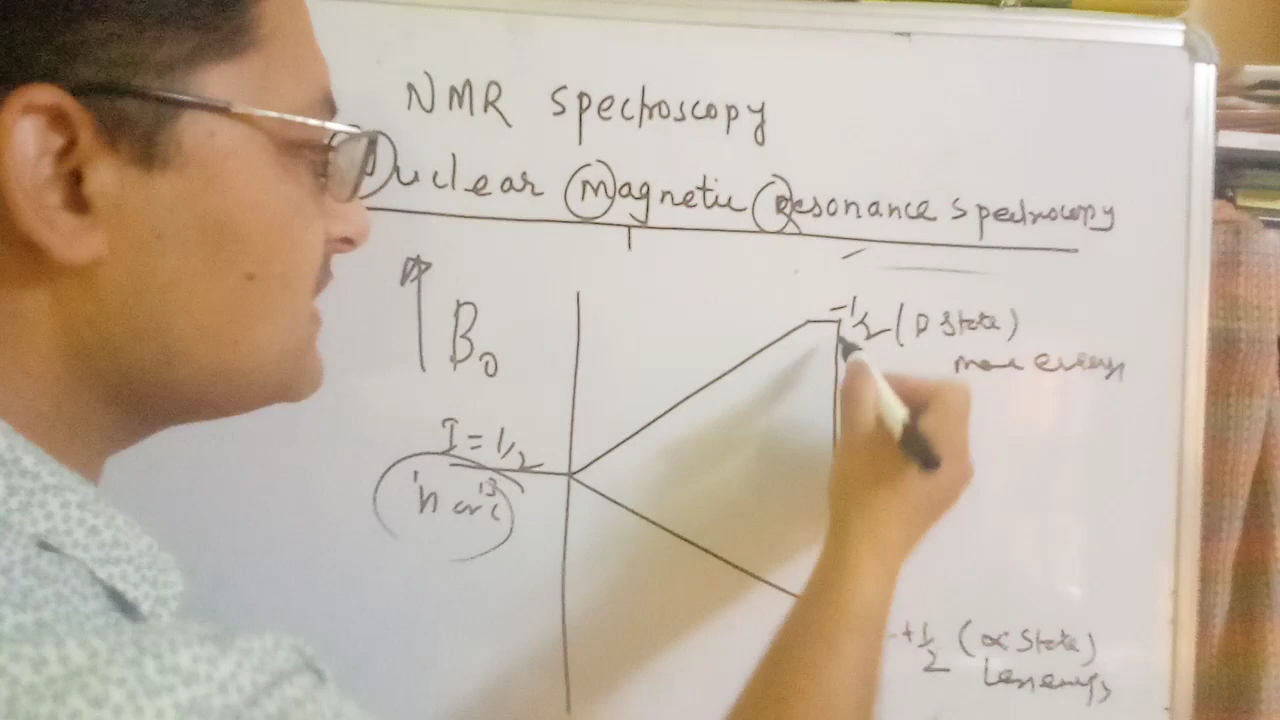 NMR spectroscopy
Nuclear Magnetic Resonance spectroscopy
B₀
-1/2 (β state)
more energy
I = 1/2
¹H or ¹³C
+1/2 (α state)
Less energy